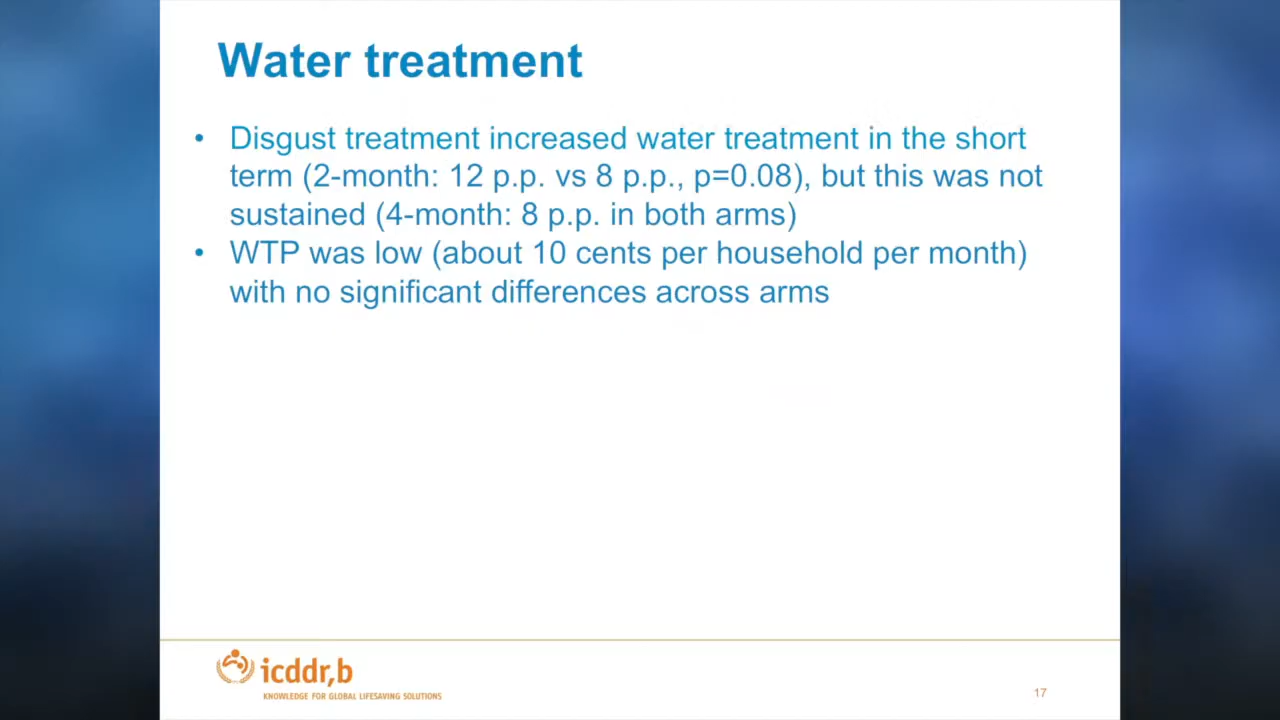 Water treatment
• Disgust treatment increased water treatment in the short
term (2-month: 12 p.p. vs 8 p.p., p=0.08), but this was not
sustained (4-month: 8 p.p. in both arms)
• WTP was low (about 10 cents per household per month)
with no significant differences across arms
icddr,b
KNOWLEDGE FOR GLOBAL LIFESAVING SOLUTIONS
17